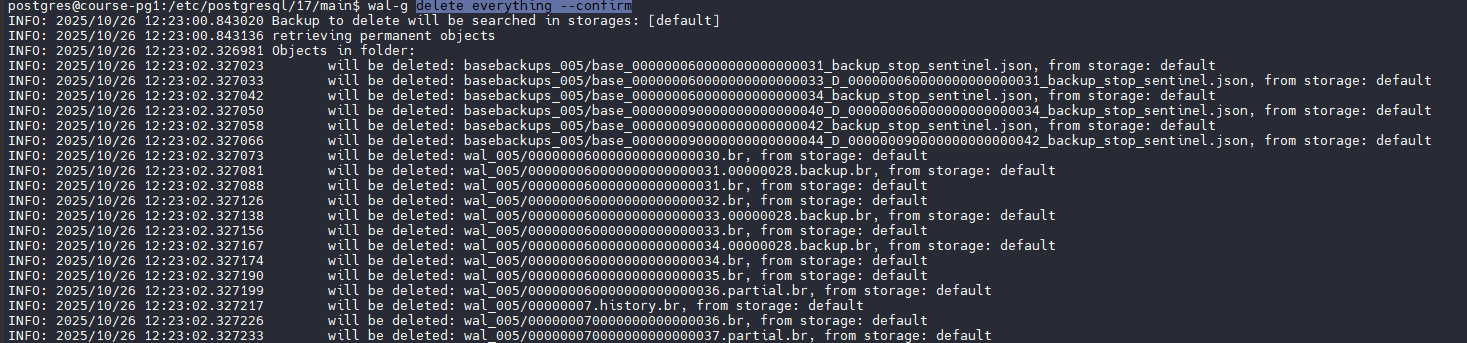 postgres@course-pg1:/etc/postgresql/17/main$ wal-g delete everything --confirm
INFO: 2025/10/26 12:23:00.843020 Backup to delete will be searched in storages: [default]
INFO: 2025/10/26 12:23:00.843136 retrieving permanent objects
INFO: 2025/10/26 12:23:02.326981 Objects in folder:
INFO: 2025/10/26 12:23:02.327023 will be deleted: basebackups_005/base_000000060000000000000031_backup_stop_sentinel.json, from storage: default
INFO: 2025/10/26 12:23:02.327033 will be deleted: basebackups_005/base_000000060000000000000033_D_000000060000000000000031_backup_stop_sentinel.json, from storage: default
INFO: 2025/10/26 12:23:02.327042 will be deleted: basebackups_005/base_000000060000000000000034_backup_stop_sentinel.json, from storage: default
INFO: 2025/10/26 12:23:02.327050 will be deleted: basebackups_005/base_000000090000000000000040_D_000000060000000000000034_backup_stop_sentinel.json, from storage: default
INFO: 2025/10/26 12:23:02.327058 will be deleted: basebackups_005/base_000000090000000000000042_backup_stop_sentinel.json, from storage: default
INFO: 2025/10/26 12:23:02.327066 will be deleted: basebackups_005/base_000000090000000000000044_D_000000090000000000000042_backup_stop_sentinel.json, from storage: default
INFO: 2025/10/26 12:23:02.327073 will be deleted: wal_005/000000060000000000000030.br, from storage: default
INFO: 2025/10/26 12:23:02.327081 will be deleted: wal_005/000000060000000000000031.00000028.backup.br, from storage: default
INFO: 2025/10/26 12:23:02.327088 will be deleted: wal_005/000000060000000000000031.br, from storage: default
INFO: 2025/10/26 12:23:02.327126 will be deleted: wal_005/000000060000000000000032.br, from storage: default
INFO: 2025/10/26 12:23:02.327138 will be deleted: wal_005/000000060000000000000033.00000028.backup.br, from storage: default
INFO: 2025/10/26 12:23:02.327156 will be deleted: wal_005/000000060000000000000033.br, from storage: default
INFO: 2025/10/26 12:23:02.327167 will be deleted: wal_005/000000060000000000000034.00000028.backup.br, from storage: default
INFO: 2025/10/26 12:23:02.327174 will be deleted: wal_005/000000060000000000000034.br, from storage: default
INFO: 2025/10/26 12:23:02.327190 will be deleted: wal_005/000000060000000000000035.br, from storage: default
INFO: 2025/10/26 12:23:02.327199 will be deleted: wal_005/000000060000000000000036.partial.br, from storage: default
INFO: 2025/10/26 12:23:02.327217 will be deleted: wal_005/00000007.history.br, from storage: default
INFO: 2025/10/26 12:23:02.327226 will be deleted: wal_005/000000070000000000000036.br, from storage: default
INFO: 2025/10/26 12:23:02.327233 will be deleted: wal_005/000000070000000000000037.partial.br, from storage: default